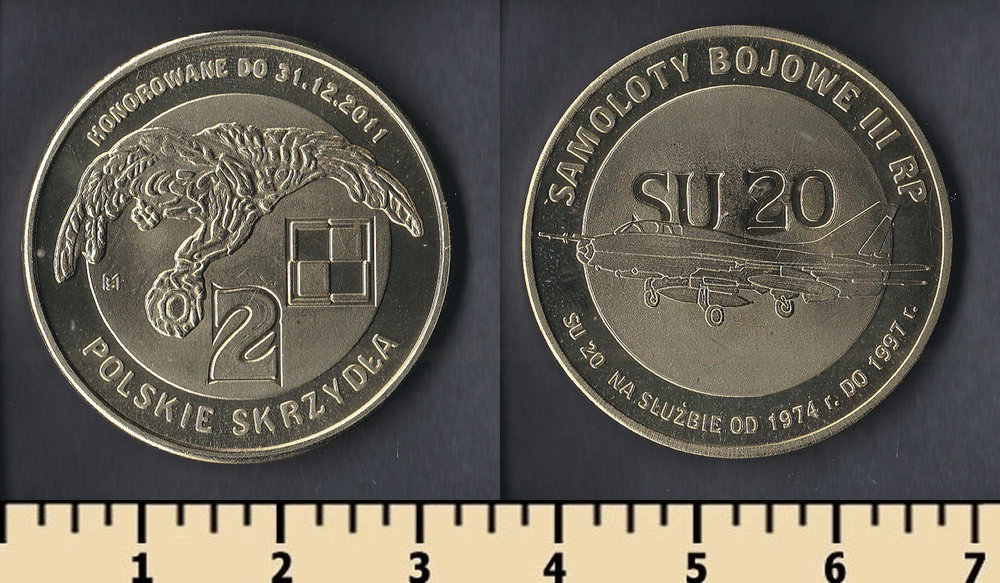 HONOROWANE DO 31.12.2011
2
POLSKIE SKRZYDŁA
SAMOLOTY BOJOWE III RP
SU 20
SU 20 NA SŁUŻBIE OD 1974 r. DO 1997 r.
1 2 3 4 5 6 7